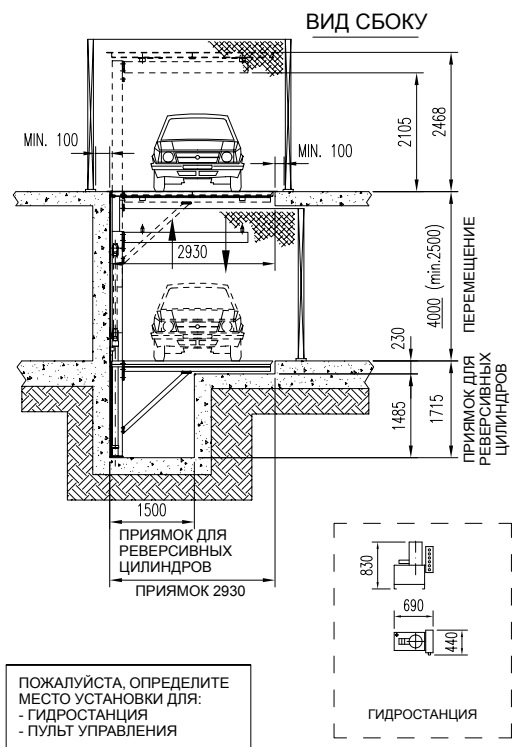 ВИД СБОКУ
MIN. 100
MIN. 100
2105
2468
2930
4000 (min.2500)
ПЕРЕМЕЩЕНИЕ
230
1485
1715
ПРИЯМОК ДЛЯ
РЕВЕРСИВНЫХ
ЦИЛИНДРОВ
1500
ПРИЯМОК ДЛЯ
РЕВЕРСИВНЫХ
ЦИЛИНДРОВ
ПРИЯМОК 2930
830
690
440
ГИДРОСТАНЦИЯ
ПОЖАЛУЙСТА, ОПРЕДЕЛИТЕ
МЕСТО УСТАНОВКИ ДЛЯ:
- ГИДРОСТАНЦИЯ
- ПУЛЬТ УПРАВЛЕНИЯ